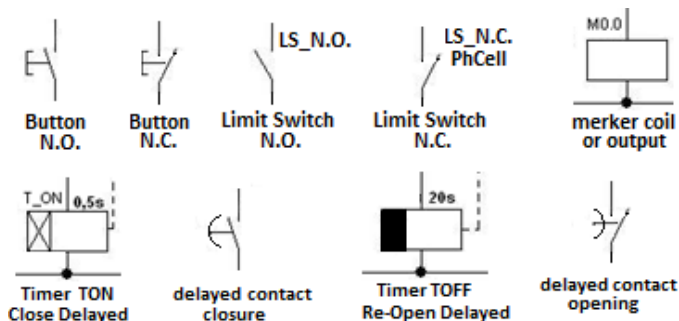 LS_N.O.
LS_N.C.
PhCell
M0.0
Button
N.O.
Button
N.C.
Limit Switch
N.O.
Limit Switch
N.C.
merker coil
or output
T_ON
0,5s
20s
Timer TON
Close Delayed
delayed contact
closure
Timer TOFF
Re-Open Delayed
delayed contact
opening